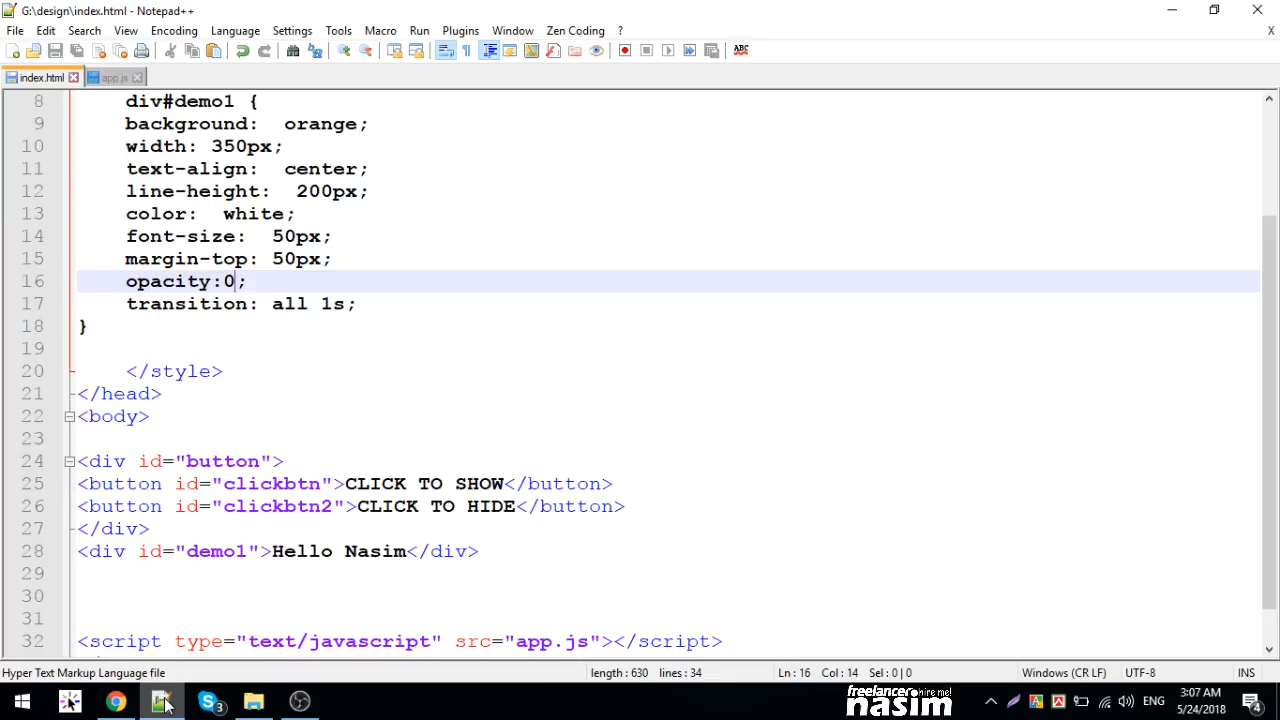 G:\design\index.html - Notepad++
File Edit Search View Encoding Language Settings Tools Macro Run Plugins Window Zen Coding ? X
ABC
index.html app.js
8 div#demo1 {
9 background: orange;
10 width: 350px;
11 text-align: center;
12 line-height: 200px;
13 color: white;
14 font-size: 50px;
15 margin-top: 50px;
16 opacity:0;
17 transition: all 1s;
18 }
19
20 </style>
21 </head>
22 <body>
23
24 <div id="button">
25 <button id="clickbtn">CLICK TO SHOW</button>
26 <button id="clickbtn2">CLICK TO HIDE</button>
27 </div>
28 <div id="demo1">Hello Nasim</div>
29
30
31
32 <script type="text/javascript" src="app.js"></script>
Hyper Text Markup Language file length : 630 lines : 34 Ln : 16 Col : 14 Sel : 0 | 0 Windows (CR LF) UTF-8 INS
3 freelancer hire me! nasim ENG 3:07 AM 5/24/2018 4